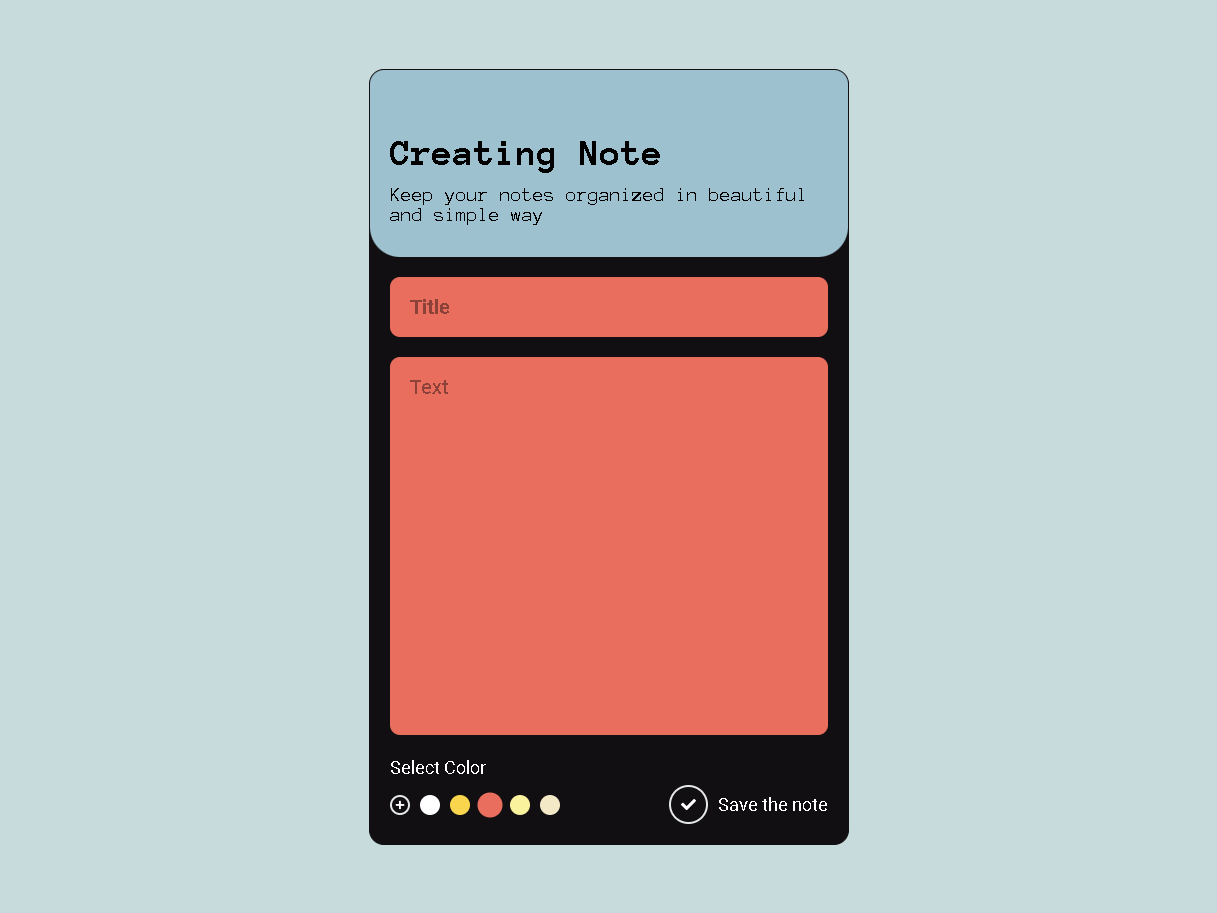 Creating Note
Keep your notes organized in beautiful
and simple way
Title
Text
Select Color
Save the note